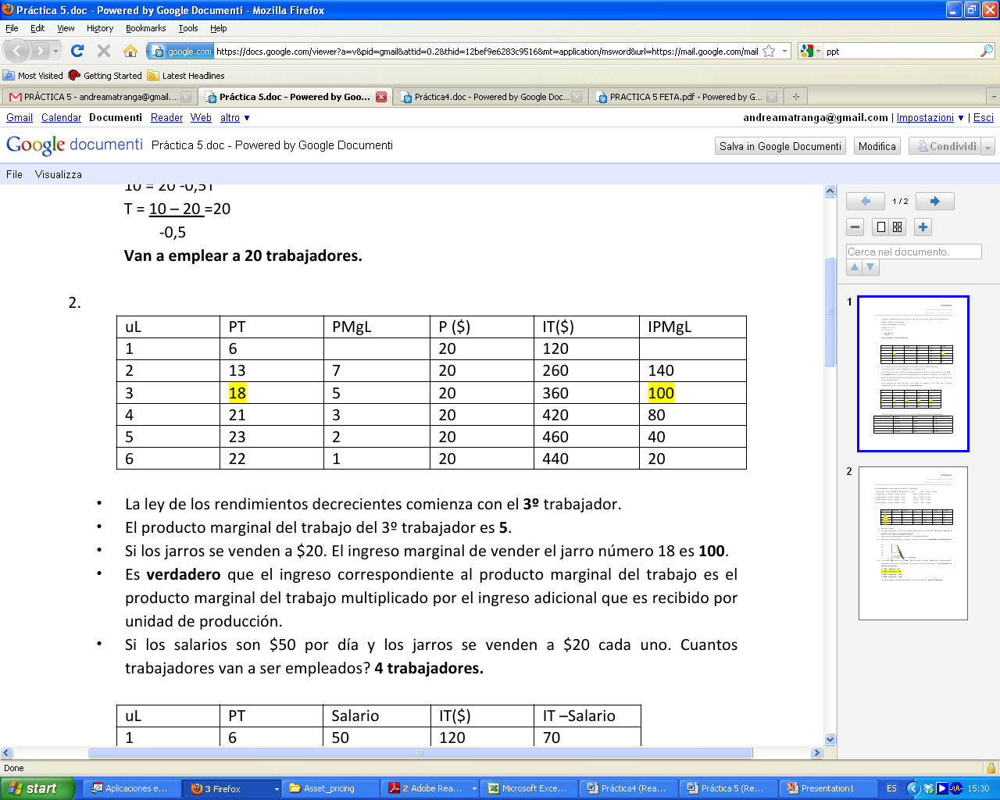 Práctica 5.doc - Powered by Google Documenti - Mozilla Firefox
File Edit View History Bookmarks Tools Help
google.com https://docs.google.com/viewer?a=v&pid=gmail&attid=0.2&thid=12bef9e6283c9516&mt=application/msword&url=https://mail.google.com/mail ppt
Most Visited Getting Started Latest Headlines
PRÁCTICA 5 - andreamatranga@gmail.... Práctica 5.doc - Powered by Goo... Práctica4.doc - Powered by Google Doc... PRACTICA 5 FETA.pdf - Powered by G...
Gmail Calendar Documenti Reader Web altro ▼ andreamatranga@gmail.com | Impostazioni ▼ | Esci
Google documenti Práctica 5.doc - Powered by Google Documenti Salva in Google Documenti Modifica Condividi
File Visualizza
10 = 20 -0,5T
T = 10 – 20 =20
-0,5
Van a emplear a 20 trabajadores.
2.
uL PT PMgL P ($) IT($) IPMgL
1 6 20 120
2 13 7 20 260 140
3 18 5 20 360 100
4 21 3 20 420 80
5 23 2 20 460 40
6 22 1 20 440 20
• La ley de los rendimientos decrecientes comienza con el 3º trabajador.
• El producto marginal del trabajo del 3º trabajador es 5.
• Si los jarros se venden a $20. El ingreso marginal de vender el jarro número 18 es 100.
• Es verdadero que el ingreso correspondiente al producto marginal del trabajo es el
producto marginal del trabajo multiplicado por el ingreso adicional que es recibido por
unidad de producción.
• Si los salarios son $50 por día y los jarros se venden a $20 cada uno. Cuantos
trabajadores van a ser empleados? 4 trabajadores.
uL PT Salario IT($) IT –Salario
1 6 50 120 70
1 / 2
Cerca nel documento.
1
2
Done
start Aplicaciones e... 3 Firefox Asset_pricing 2 Adobe Rea... Microsoft Exce... Práctica4 (Rea... Práctica 5 (Re... Presentation1 ES 15:30